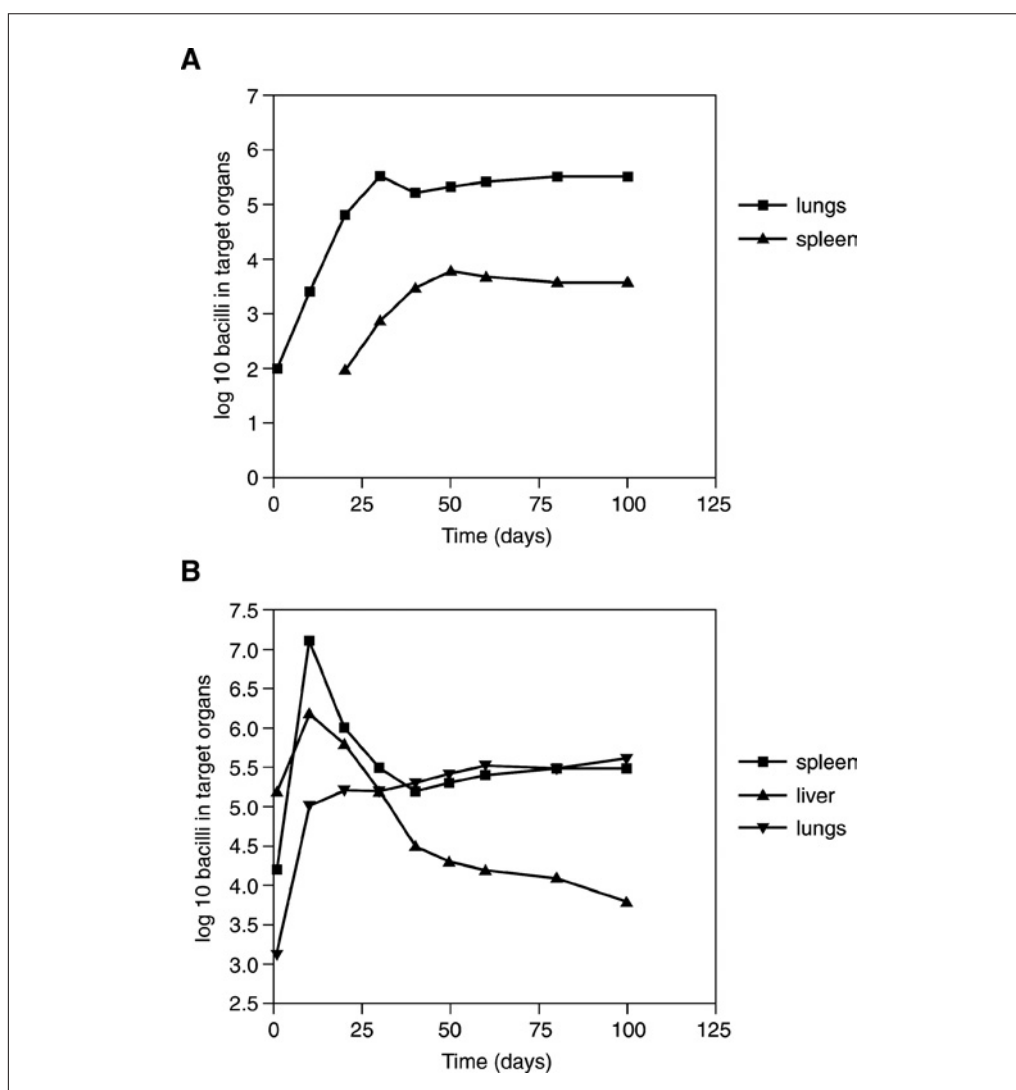 A
7
6
5
4
3
2
1
0
log 10 bacilli in target organs
0 25 50 75 100 125
Time (days)
lungs
spleen
B
7.5
7.0
6.5
6.0
5.5
5.0
4.5
4.0
3.5
3.0
2.5
log 10 bacilli in target organs
0 25 50 75 100 125
Time (days)
spleen
liver
lungs